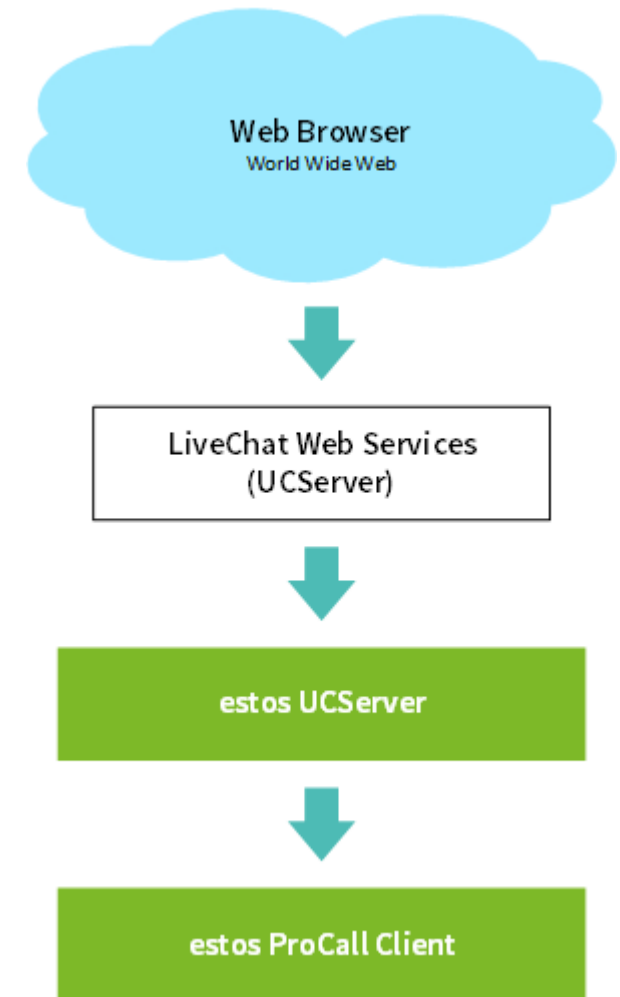 Web Browser
World Wide Web
LiveChat Web Services
(UCServer)
estos UCServer
estos ProCall Client